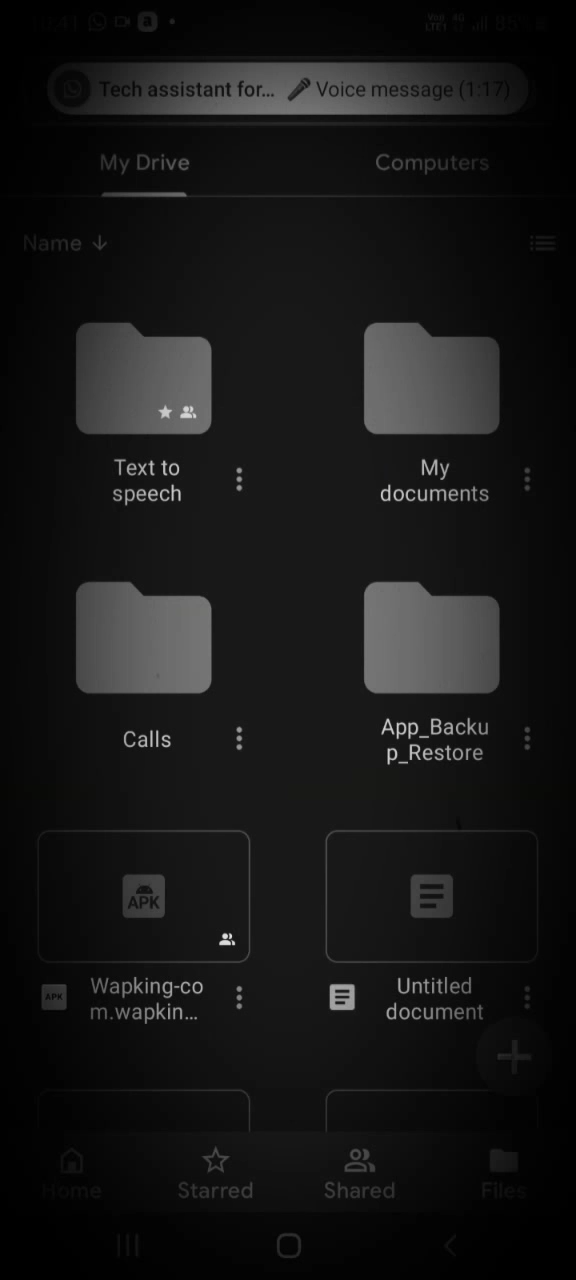 Tech assistant for... Voice message (1:17)
My Drive Computers
Name
Text to
speech
My
documents
Calls
App_Backu
p_Restore
APK
APK
Wapking-co
m.wapkin...
Untitled
document
Home Starred Shared Files